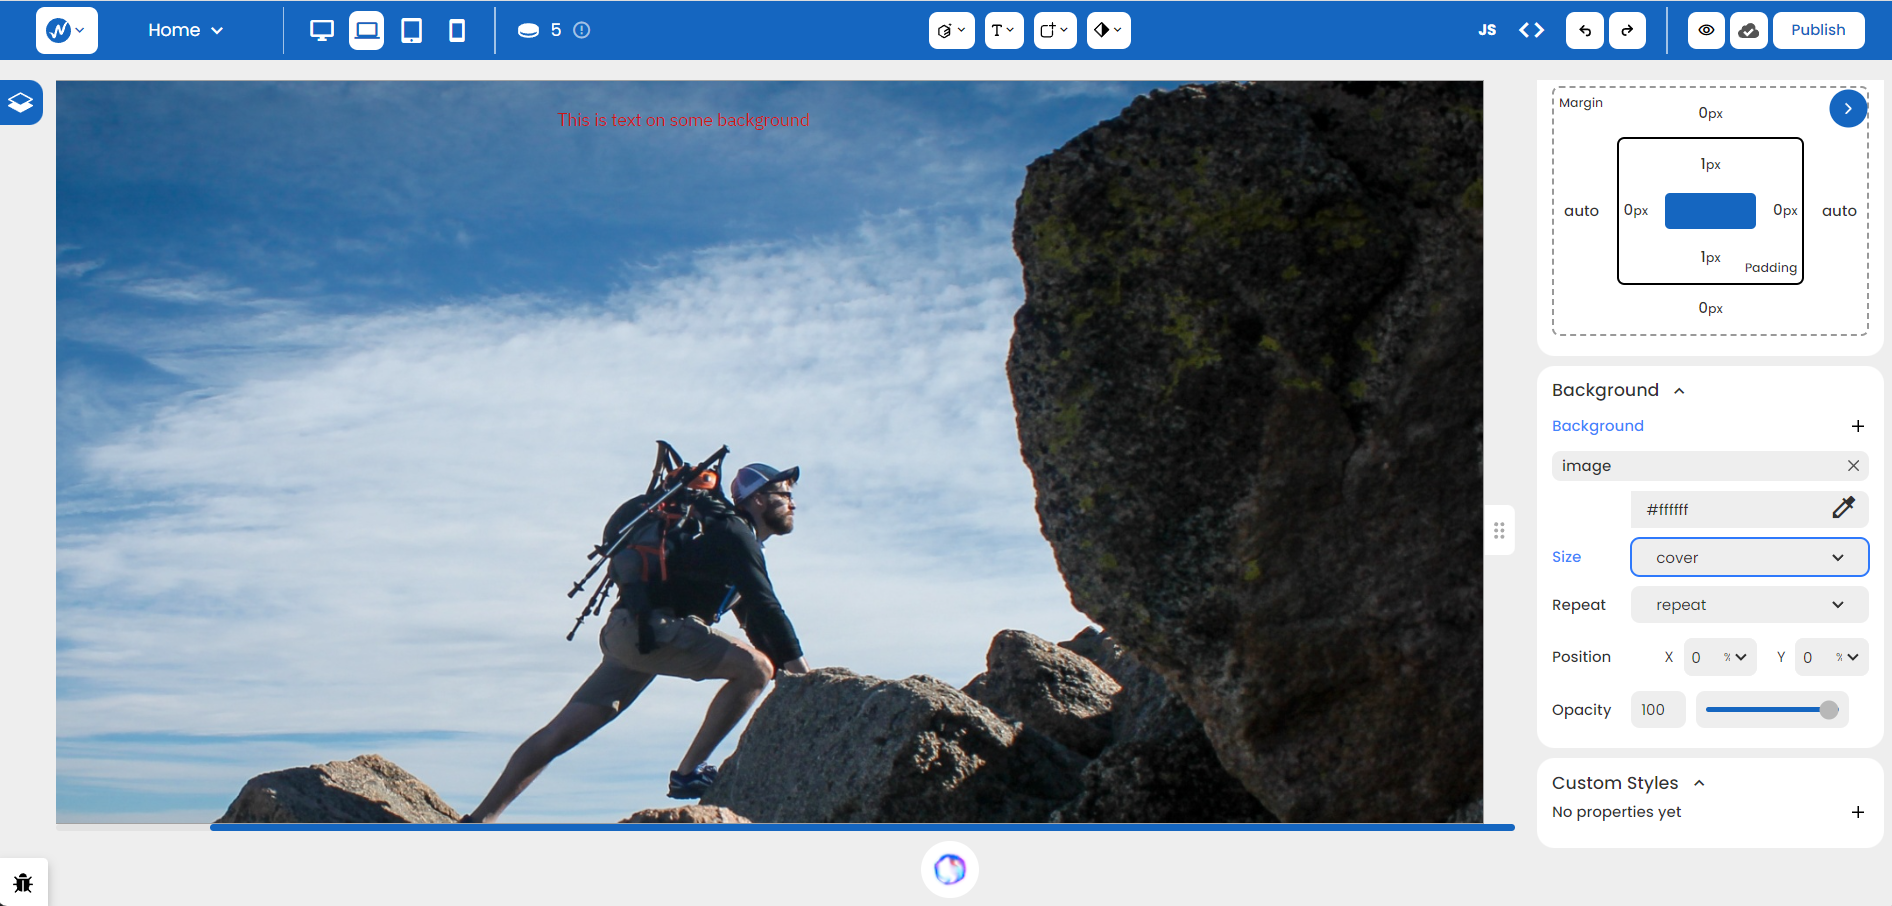 Home
5
JS
Publish
This is text on some background
Margin
0px
1px
auto
0px
0px
auto
1px
Padding
0px
Background
Background
image
#ffffff
Size
cover
Repeat
repeat
Position X 0 % Y 0 %
Opacity 100
Custom Styles
No properties yet